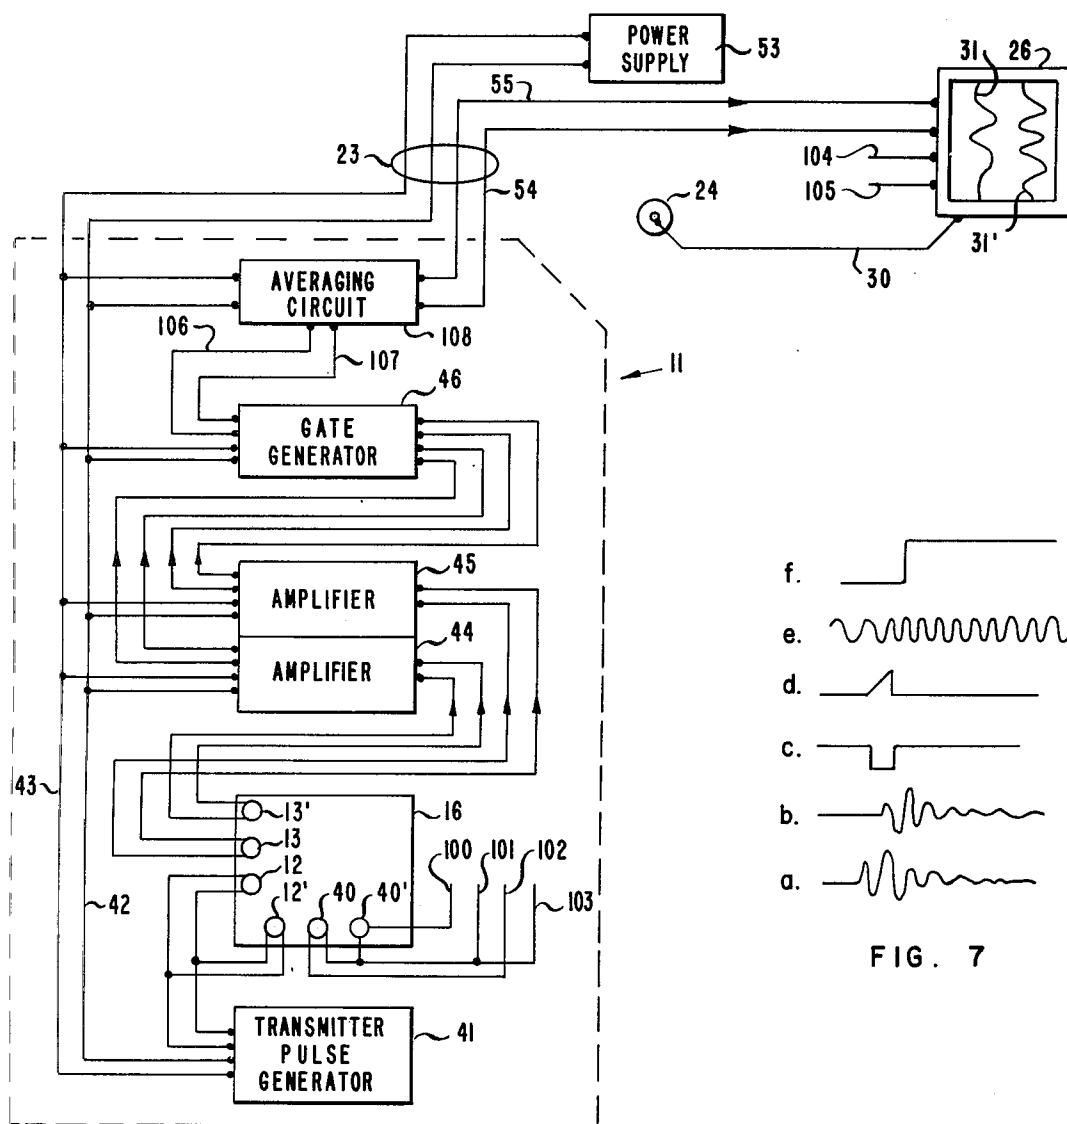 POWER
SUPPLY
53
31
26
55
23
104
105
54
24
31'
30
AVERAGING
CIRCUIT
106
108
107
11
46
GATE
GENERATOR
45
AMPLIFIER
44
AMPLIFIER
f.
e.
d.
c.
b.
a.
FIG. 7
43
42
13'
16
13
12
12'
40
40'
100
101
102
103
TRANSMITTER
PULSE
GENERATOR
41